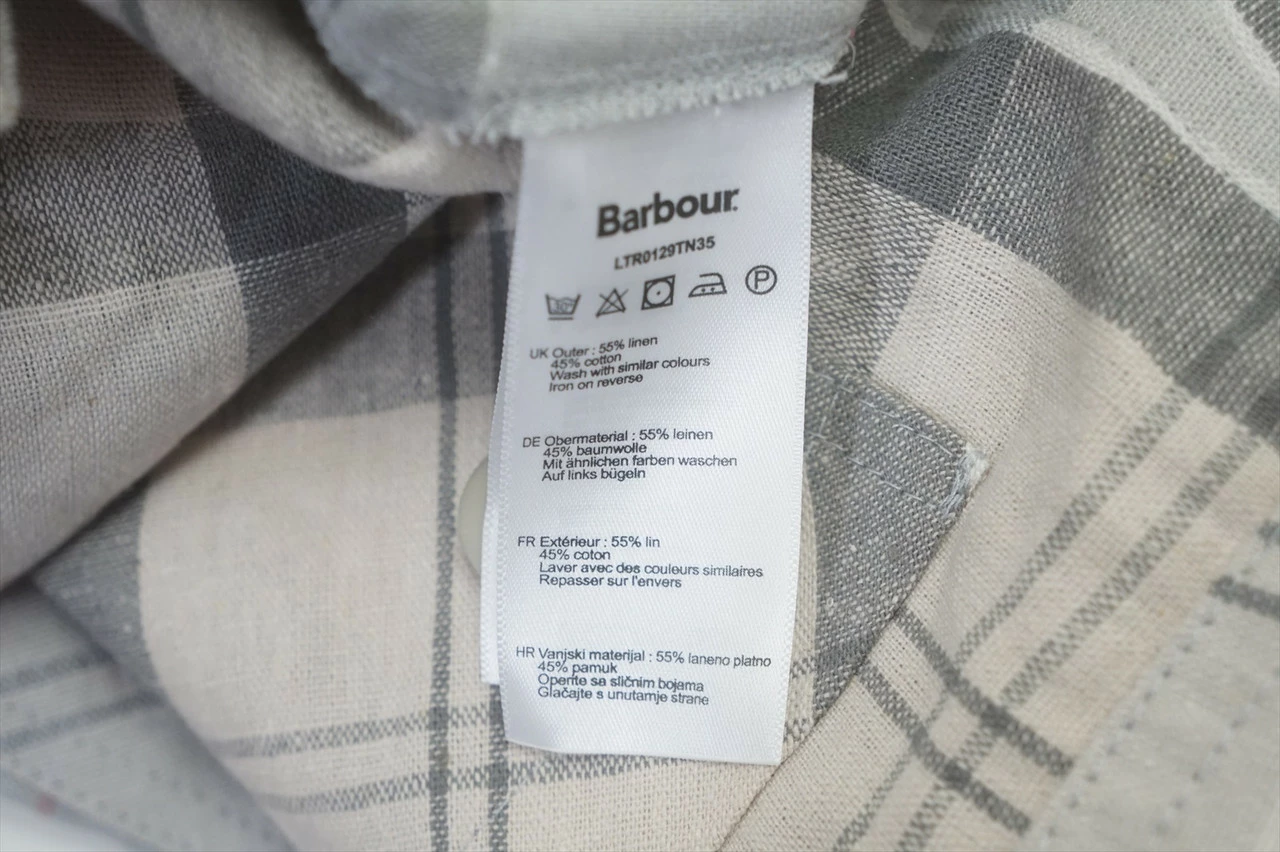 Barbour.
LTR0129TN35
P
UK Outer : 55% linen
45% cotton
Wash with similar colours
Iron on reverse
DE Obermaterial : 55% leinen
45% baumwolle
Mit ähnlichen farben waschen
Auf links bügeln
FR Extérieur : 55% lin
45% coton
Laver avec des couleurs similaires
Repasser sur l'envers
HR Vanjski materijal : 55% laneno platno
45% pamuk
Operite sa sličnim bojama
Glačajte s unutarnje strane